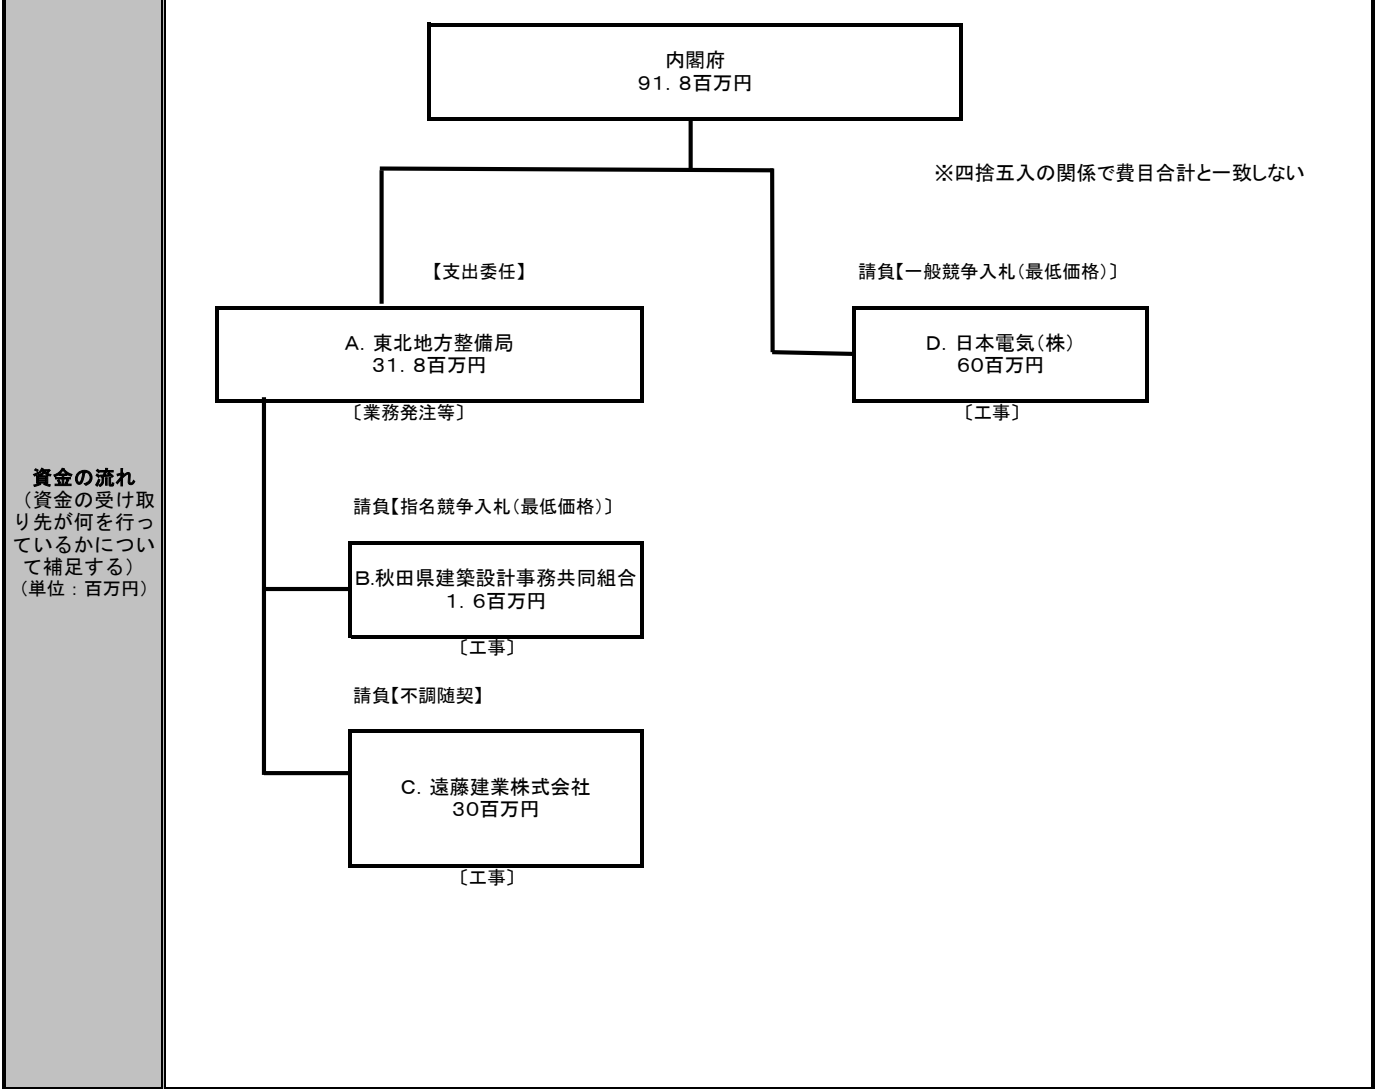 資金の流れ
（資金の受け取
り先が何を行っ
ているかについ
て補足する）
（単位：百万円）
内閣府
91．8百万円
※四捨五入の関係で費目合計と一致しない
【支出委任】
請負【一般競争入札（最低価格）〕
A．東北地方整備局
31．8百万円
〔業務発注等〕
D．日本電気（株）
60百万円
〔工事〕
請負【指名競争入札（最低価格）〕
B.秋田県建築設計事務共同組合
1．6百万円
〔工事〕
請負【不調随契】
C．遠藤建業株式会社
30百万円
〔工事〕